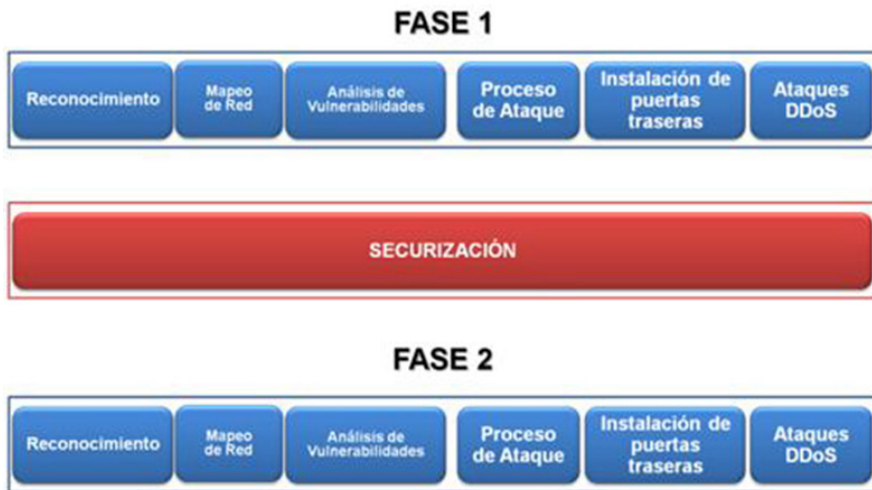 FASE 1
Reconocimiento
Mapeo
de Red
Análisis de
Vulnerabilidades
Proceso
de Ataque
Instalación de
puertas
traseras
Ataques
DDoS
SECURIZACIÓN
FASE 2
Reconocimiento
Mapeo
de Red
Análisis de
Vulnerabilidades
Proceso
de Ataque
Instalación de
puertas
traseras
Ataques
DDoS